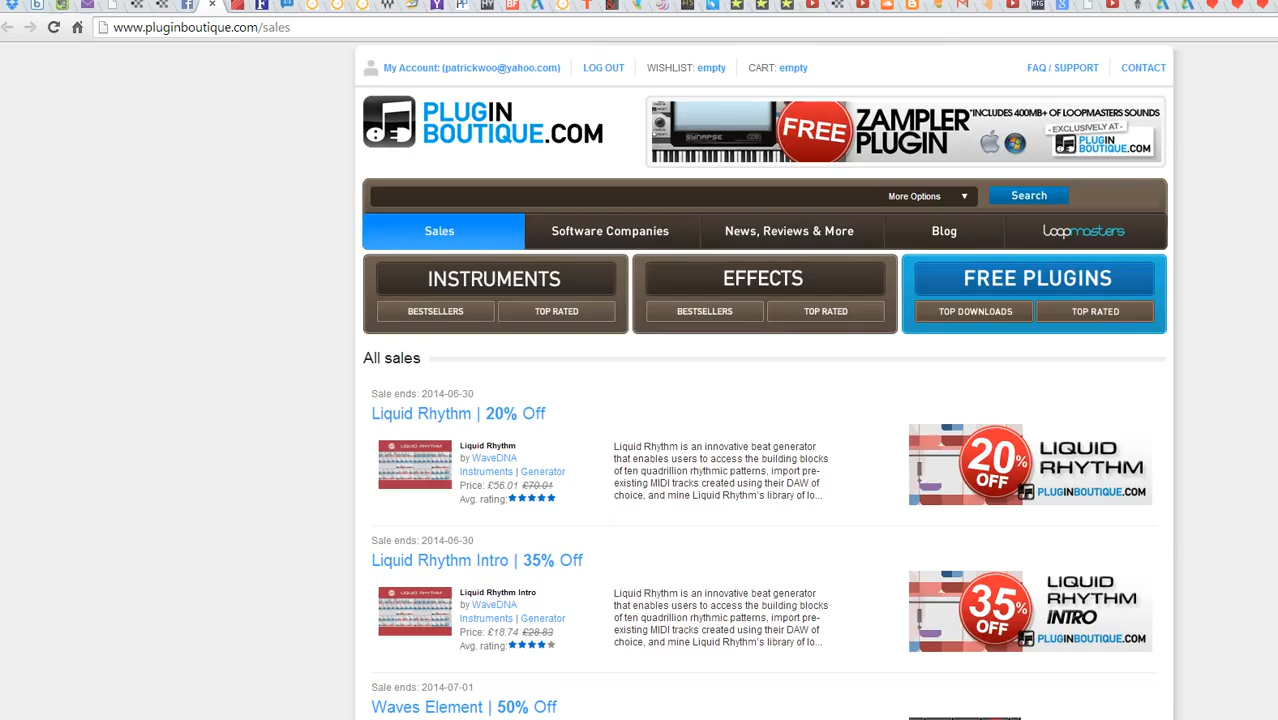 www.pluginboutique.com/sales
My Account: (patrickwoo@yahoo.com) LOG OUT WISHLIST: empty CART: empty FAQ / SUPPORT CONTACT
PLUGIN
BOUTIQUE.COM
SYNAPSE
FREE
ZAMPLER
PLUGIN
*INCLUDES 400MB+ OF LOOPMASTERS SOUNDS
- EXCLUSIVELY AT -
PLUGIN
BOUTIQUE.COM
More Options ▼ Search
Sales Software Companies News, Reviews & More Blog loopmasters
INSTRUMENTS EFFECTS FREE PLUGINS
BESTSELLERS TOP RATED BESTSELLERS TOP RATED TOP DOWNLOADS TOP RATED
All sales
Sale ends: 2014-06-30
Liquid Rhythm | 20% Off
LIQUID RHYTHM
Liquid Rhythm
by WaveDNA
Instruments | Generator
Price: £56.01 £70.01
Avg. rating:
Liquid Rhythm is an innovative beat generator
that enables users to access the building blocks
of ten quadrillion rhythmic patterns, import pre-
existing MIDI tracks created using their DAW of
choice, and mine Liquid Rhythm's library of lo...
20%
OFF
LIQUID
RHYTHM
PLUGINBOUTIQUE.COM
Sale ends: 2014-06-30
Liquid Rhythm Intro | 35% Off
LIQUID RHYTHM
Liquid Rhythm Intro
by WaveDNA
Instruments | Generator
Price: £18.74 £28.83
Avg. rating:
Liquid Rhythm is an innovative beat generator
that enables users to access the building blocks
of ten quadrillion rhythmic patterns, import pre-
existing MIDI tracks created using their DAW of
choice, and mine Liquid Rhythm's library of lo...
35%
OFF
LIQUID
RHYTHM
INTRO
PLUGINBOUTIQUE.COM
Sale ends: 2014-07-01
Waves Element | 50% Off